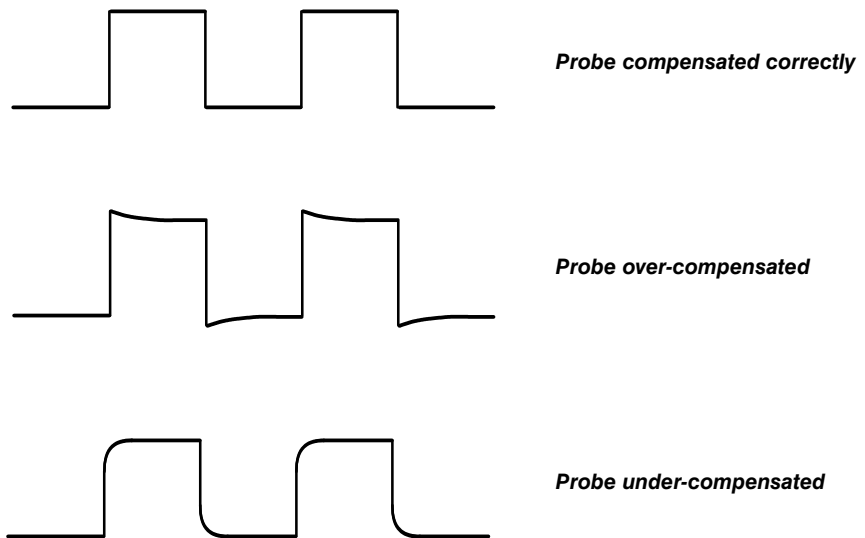 Probe compensated correctly
Probe over-compensated
Probe under-compensated